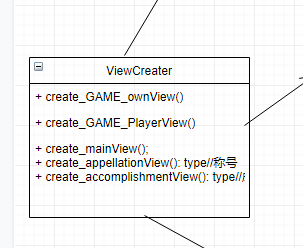 ViewCreater
+ create_GAME_ownView()
+ create_GAME_PlayerView()
+ create_mainView();
+ create_appellationView(): type//称号
+ create_accomplishmentView(): type//